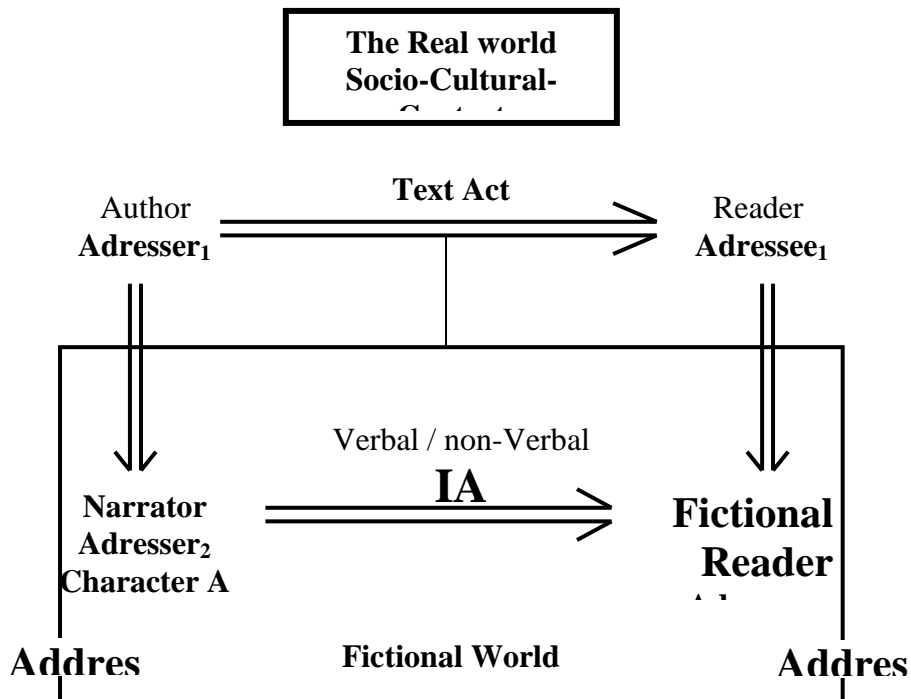 The Real world
Socio-Cultural-
Text Act
Author
Adresser₁
Reader
Adressee₁
Verbal / non-Verbal
IA
Narrator
Adresser₂
Character A
Fictional
Reader
Fictional World
Addres
Addres